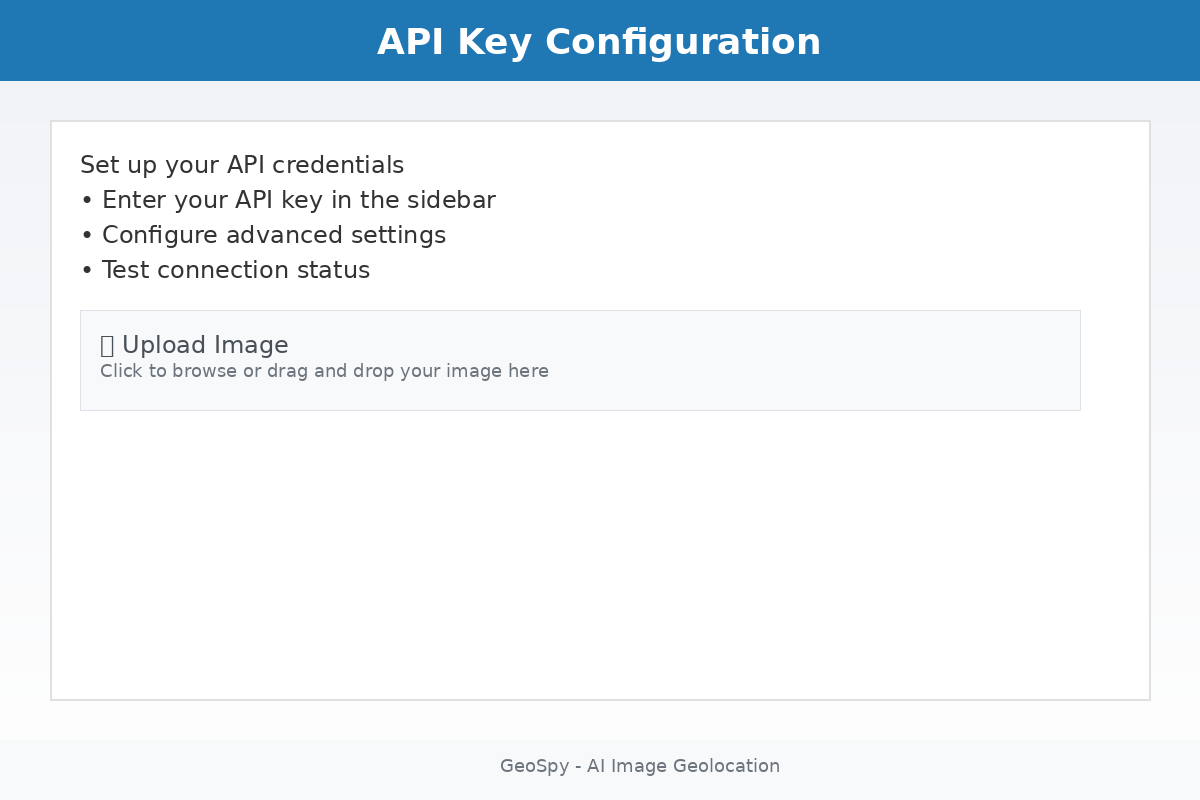 API Key Configuration
Set up your API credentials
• Enter your API key in the sidebar
• Configure advanced settings
• Test connection status
Upload Image
Click to browse or drag and drop your image here
GeoSpy - AI Image Geolocation